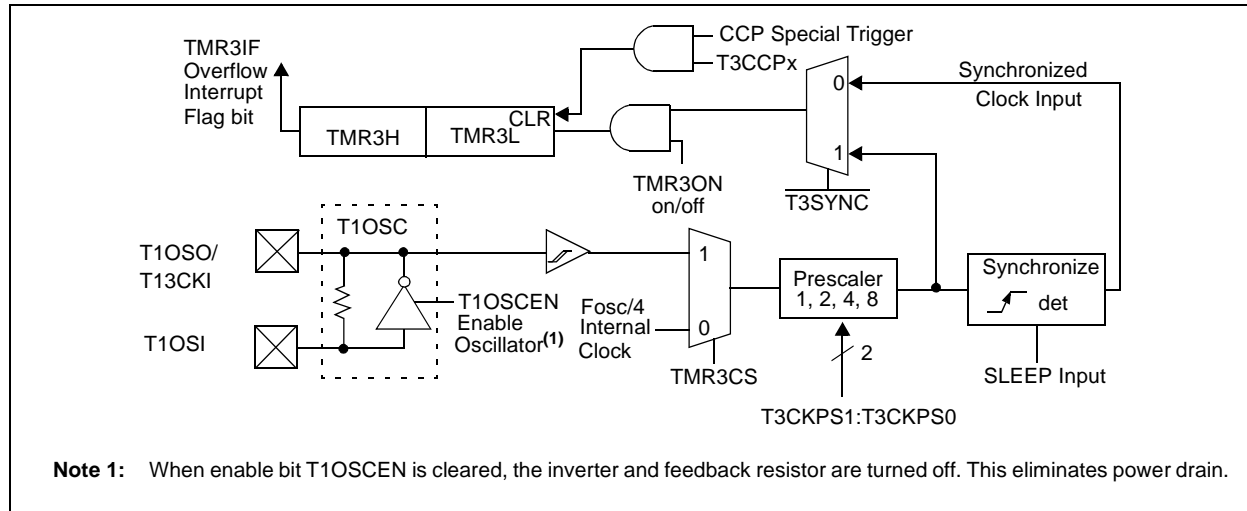 TMR3IF
Overflow
Interrupt
Flag bit
TMR3H
TMR3L
CLR
CCP Special Trigger
T3CCPx
TMR3ON
on/off
0
1
T3SYNC
Synchronized
Clock Input
T1OSO/
T13CKI
T1OSI
T1OSC
T1OSCEN
Enable
Oscillator(1)
Fosc/4
Internal
Clock
1
0
TMR3CS
Prescaler
1, 2, 4, 8
2
T3CKPS1:T3CKPS0
Synchronize
det
SLEEP Input
Note 1: When enable bit T1OSCEN is cleared, the inverter and feedback resistor are turned off. This eliminates power drain.